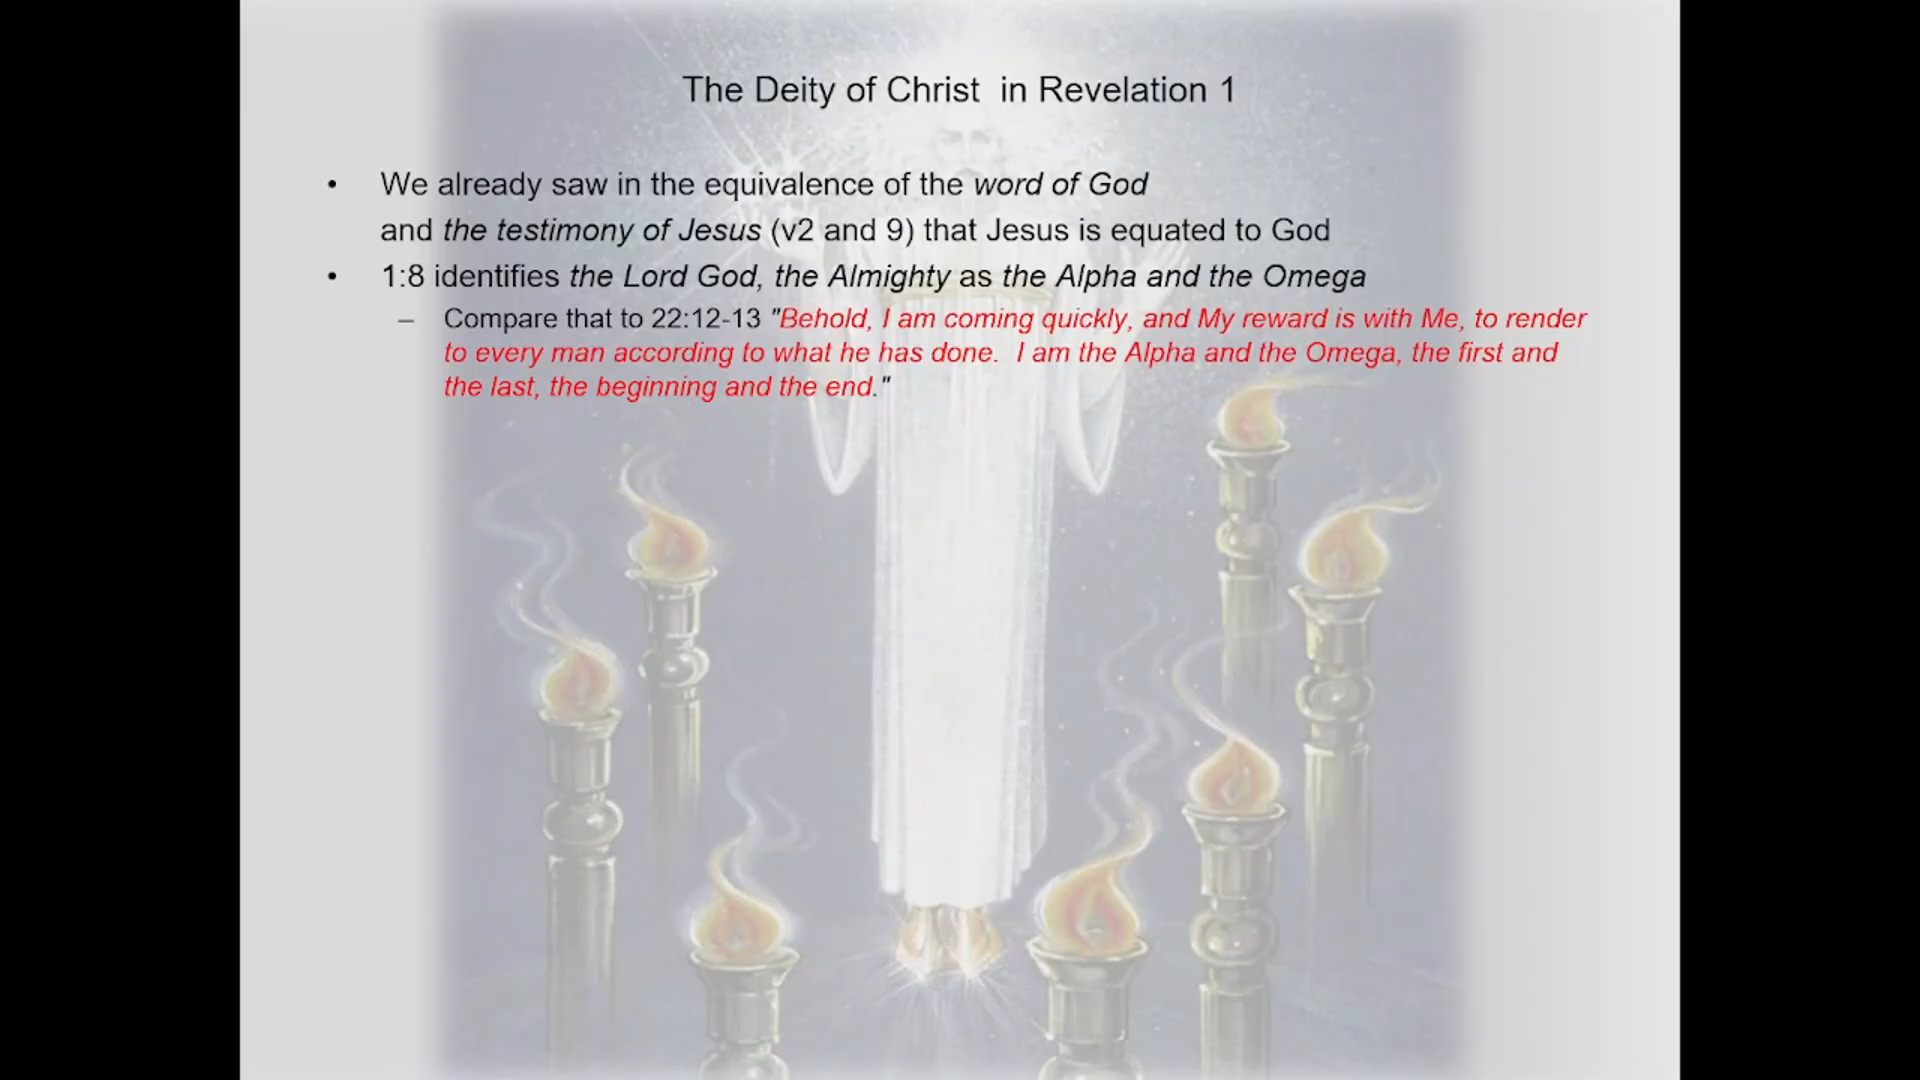 The Deity of Christ in Revelation 1
• We already saw in the equivalence of the word of God
and the testimony of Jesus (v2 and 9) that Jesus is equated to God
• 1:8 identifies the Lord God, the Almighty as the Alpha and the Omega
– Compare that to 22:12-13 "Behold, I am coming quickly, and My reward is with Me, to render
to every man according to what he has done. I am the Alpha and the Omega, the first and
the last, the beginning and the end."